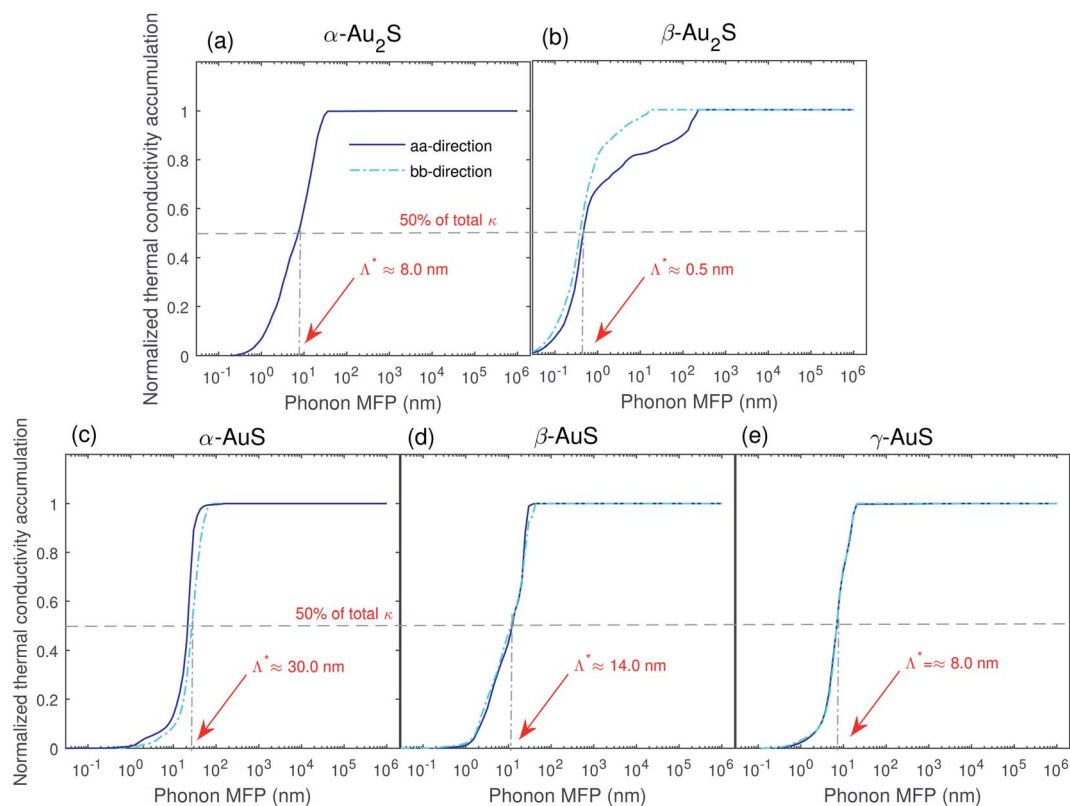 (a) α-Au₂S
(b) β-Au₂S
Normalized thermal conductivity accumulation
1
0.8
0.6
0.4
0.2
0
aa-direction
bb-direction
50% of total κ
Λ* ≈ 8.0 nm
Λ* ≈ 0.5 nm
10⁻¹ 10⁰ 10¹ 10² 10³ 10⁴ 10⁵ 10⁶
Phonon MFP (nm)
10⁻¹ 10⁰ 10¹ 10² 10³ 10⁴ 10⁵ 10⁶
Phonon MFP (nm)
(c) α-AuS
(d) β-AuS
(e) γ-AuS
Normalized thermal conductivity accumulation
1
0.8
0.6
0.4
0.2
0
50% of total κ
Λ* ≈ 30.0 nm
Λ* ≈ 14.0 nm
Λ* =≈ 8.0 nm
10⁻¹ 10⁰ 10¹ 10² 10³ 10⁴ 10⁵ 10⁶
Phonon MFP (nm)
10⁻¹ 10⁰ 10¹ 10² 10³ 10⁴ 10⁵ 10⁶
Phonon MFP (nm)
10⁻¹ 10⁰ 10¹ 10² 10³ 10⁴ 10⁵ 10⁶
Phonon MFP (nm)